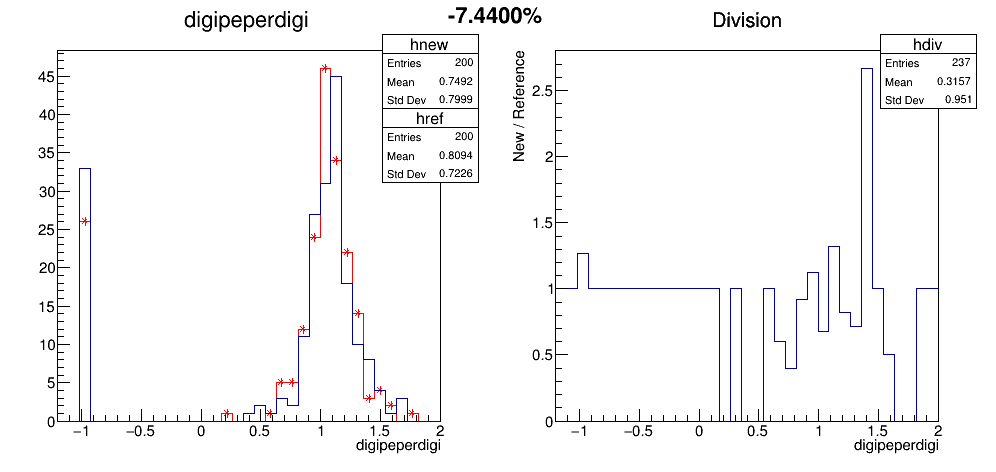 digipeperdigi
-7.4400%
Division
hnew
Entries 200
Mean 0.7492
Std Dev 0.7999
href
Entries 200
Mean 0.8094
Std Dev 0.7226
45
40
35
30
25
20
15
10
5
0
−1 −0.5 0 0.5 1 1.5 2
digipeperdigi
hdiv
Entries 237
Mean 0.3157
Std Dev 0.951
New / Reference
2.5
2
1.5
1
0.5
0
−1 −0.5 0 0.5 1 1.5 2
digipeperdigi